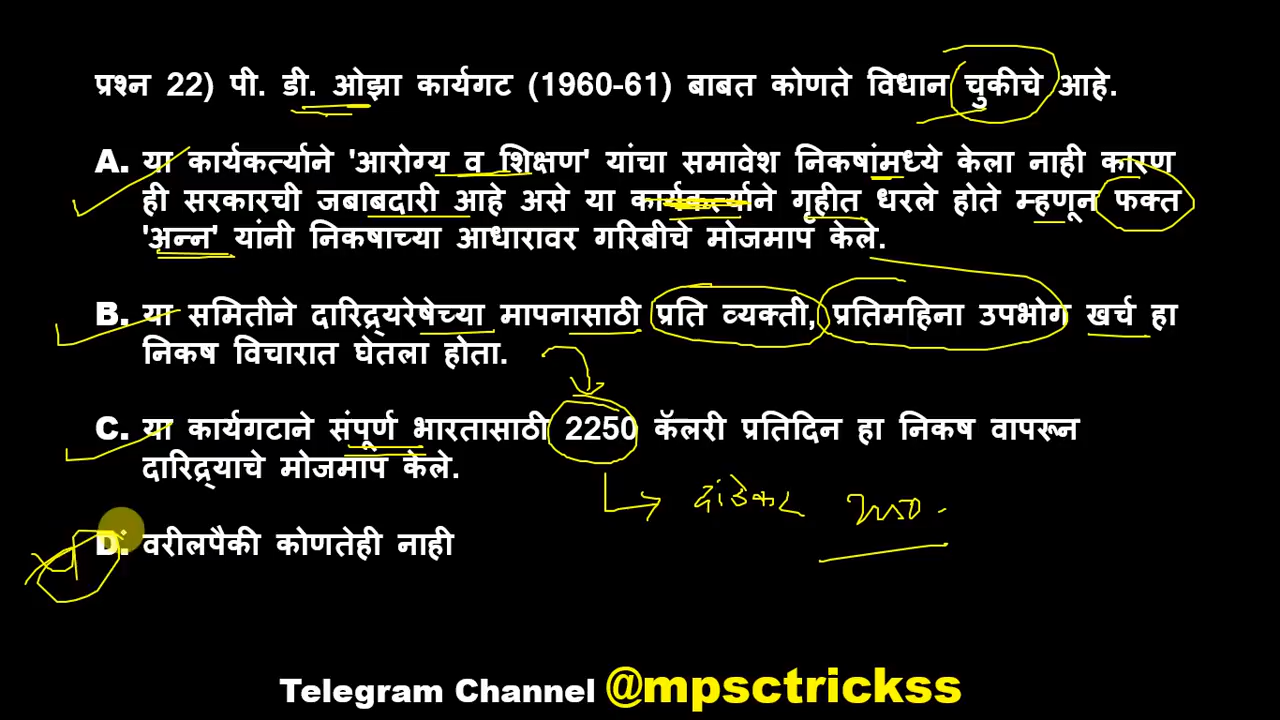 प्रश्न 22) पी. डी. ओझा कार्यगट (1960-61) बाबत कोणते विधान चुकीचे आहे.
A. या कार्यकर्त्याने 'आरोग्य व शिक्षण' यांचा समावेश निकषांमध्ये केला नाही कारण
ही सरकारची जबाबदारी आहे असे या कार्यकर्त्याने गृहीत धरले होते म्हणून फक्त
'अन्न' यांनी निकषाच्या आधारावर गरिबीचे मोजमाप केले.
B. या समितीने दारिद्र्यरेषेच्या मापनासाठी प्रति व्यक्ती, प्रतिमहिना उपभोग खर्च हा
निकष विचारात घेतला होता.
C. या कार्यगटाने संपूर्ण भारतासाठी 2250 कॅलरी प्रतिदिन हा निकष वापरून
दारिद्र्याचे मोजमाप केले.
दांडेकर
D. वरीलपैकी कोणतेही नाही
Telegram Channel @mpsctrickss